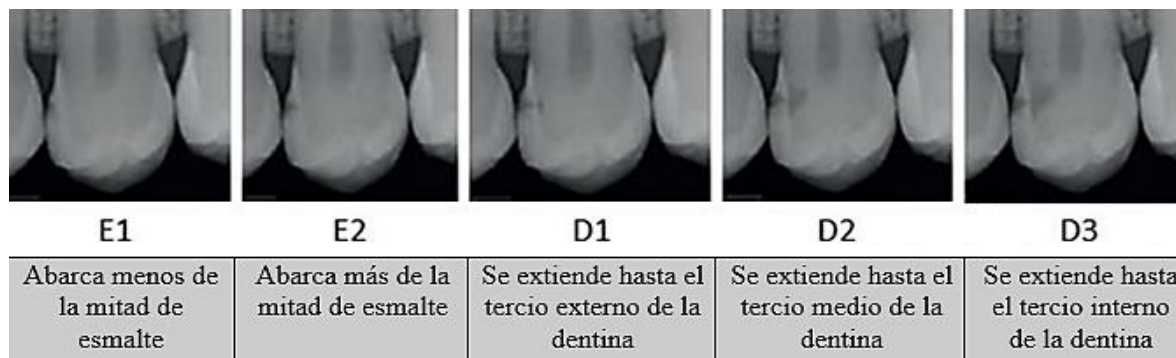 E1
E2
D1
D2
D3
Abarca menos de
la mitad de
esmalte
Abarca más de la
mitad de esmalte
Se extiende hasta el
tercio externo de la
dentina
Se extiende hasta el
tercio medio de la
dentina
Se extiende hasta
el tercio interno
de la dentina